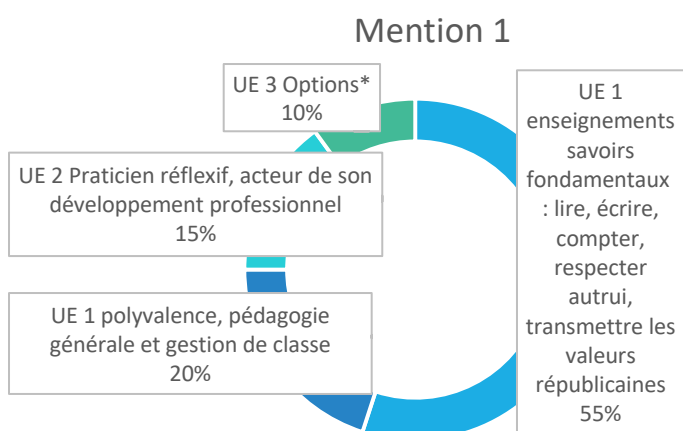 Mention 1
UE 3 Options*
10%
UE 1
enseignements
savoirs
fondamentaux
: lire, écrire,
compter,
respecter
autrui,
transmettre les
valeurs
républicaines
55%
UE 2 Praticien réflexif, acteur de son
développement professionnel
15%
UE 1 polyvalence, pédagogie
générale et gestion de classe
20%